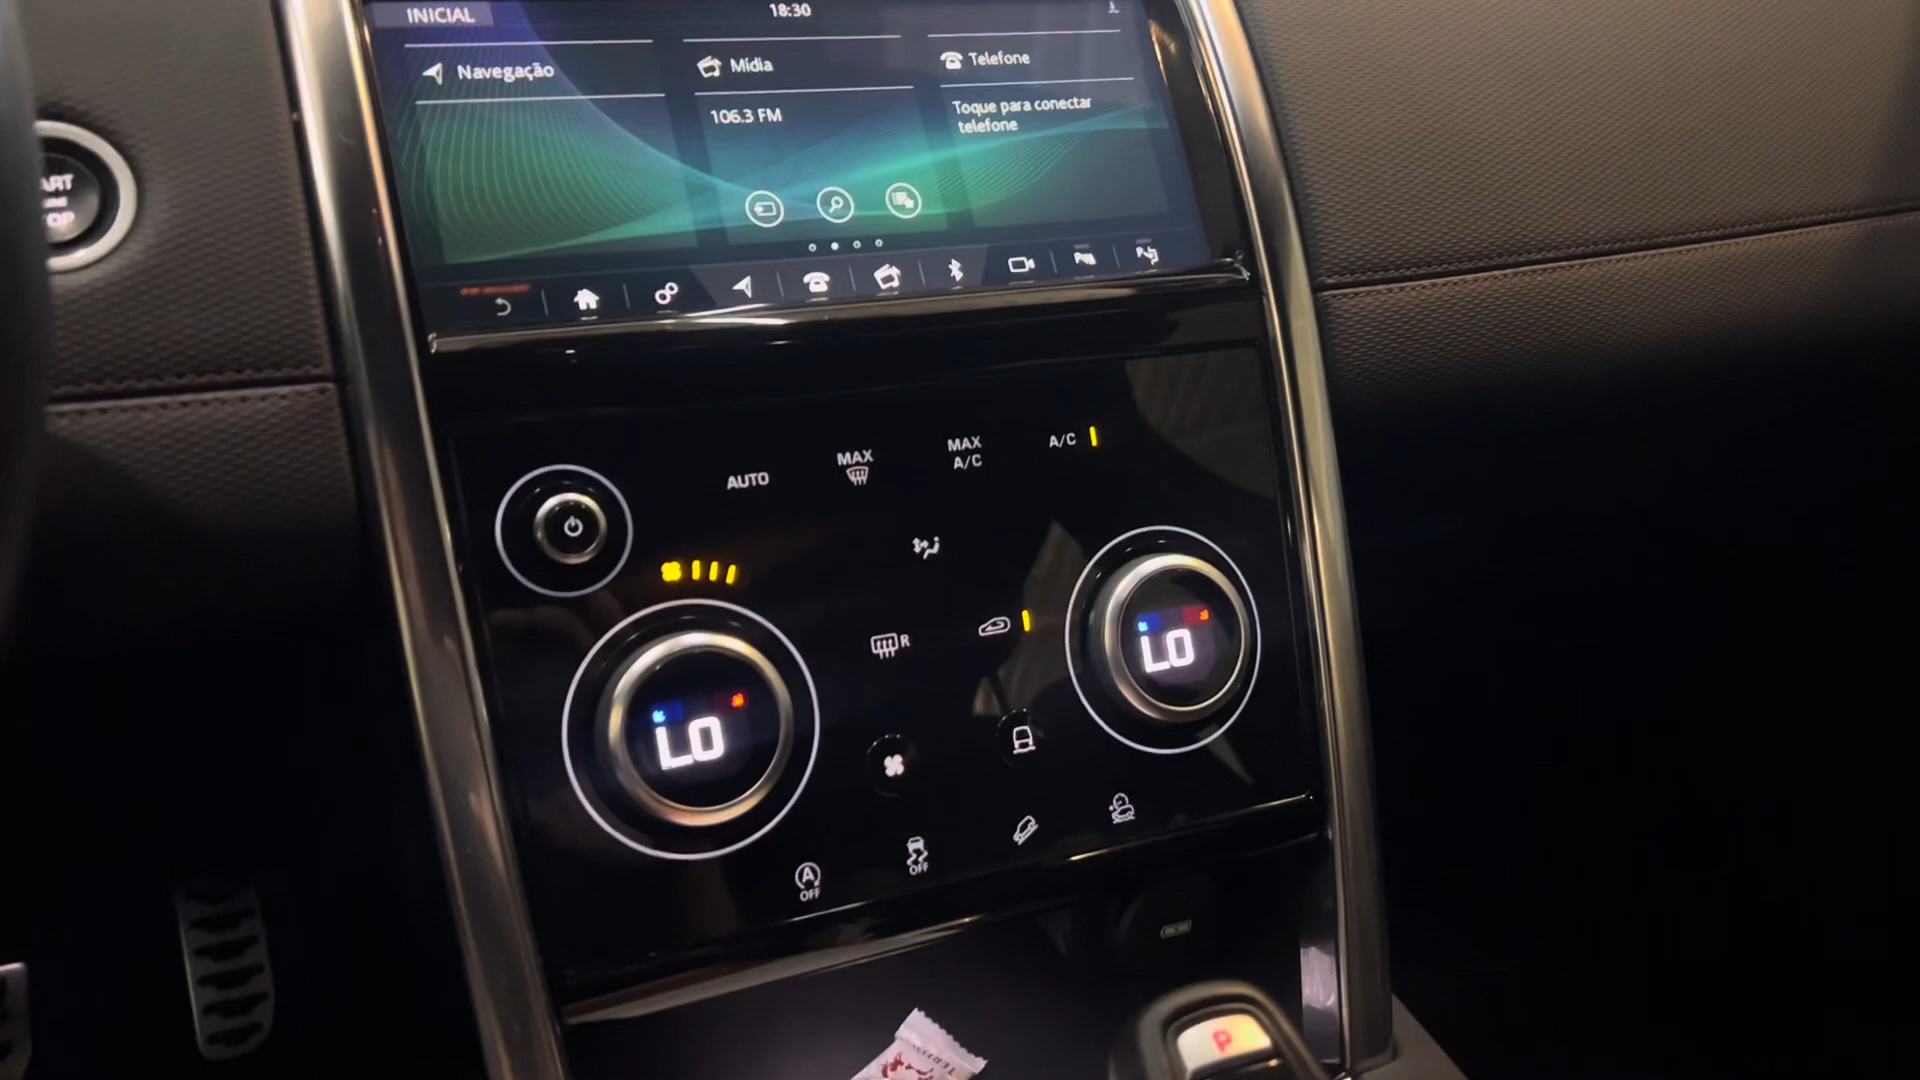 INICIAL
18:30
Navegação
Mídia
Telefone
106.3 FM
Toque para conectar
telefone
AUTO
MAX
MAX
A/C
A/C
R
LO
LO
A
OFF
OFF
P